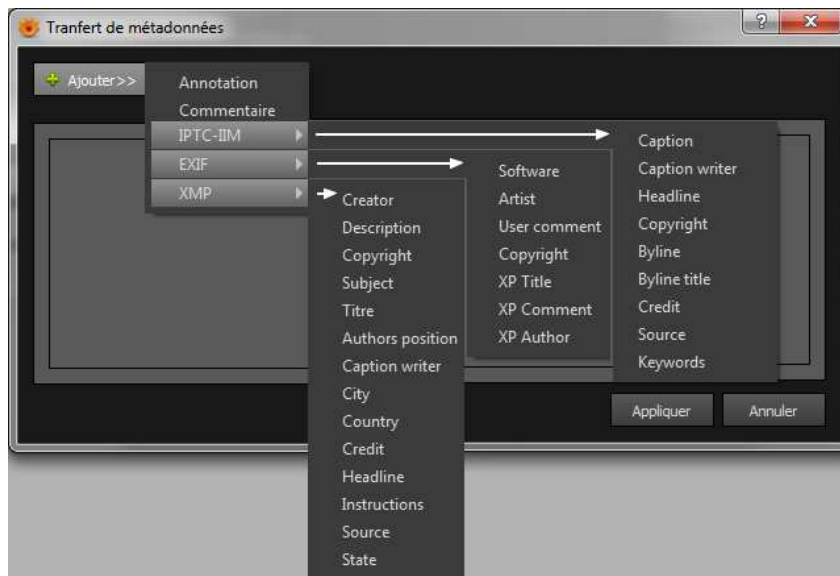 Tranfert de métadonnées
?
X
Ajouter>>
Annotation
Commentaire
IPTC-IIM
EXIF
XMP
Creator
Description
Copyright
Subject
Titre
Authors position
Caption writer
City
Country
Credit
Headline
Instructions
Source
State
Software
Artist
User comment
Copyright
XP Title
XP Comment
XP Author
Caption
Caption writer
Headline
Copyright
Byline
Byline title
Credit
Source
Keywords
Appliquer
Annuler